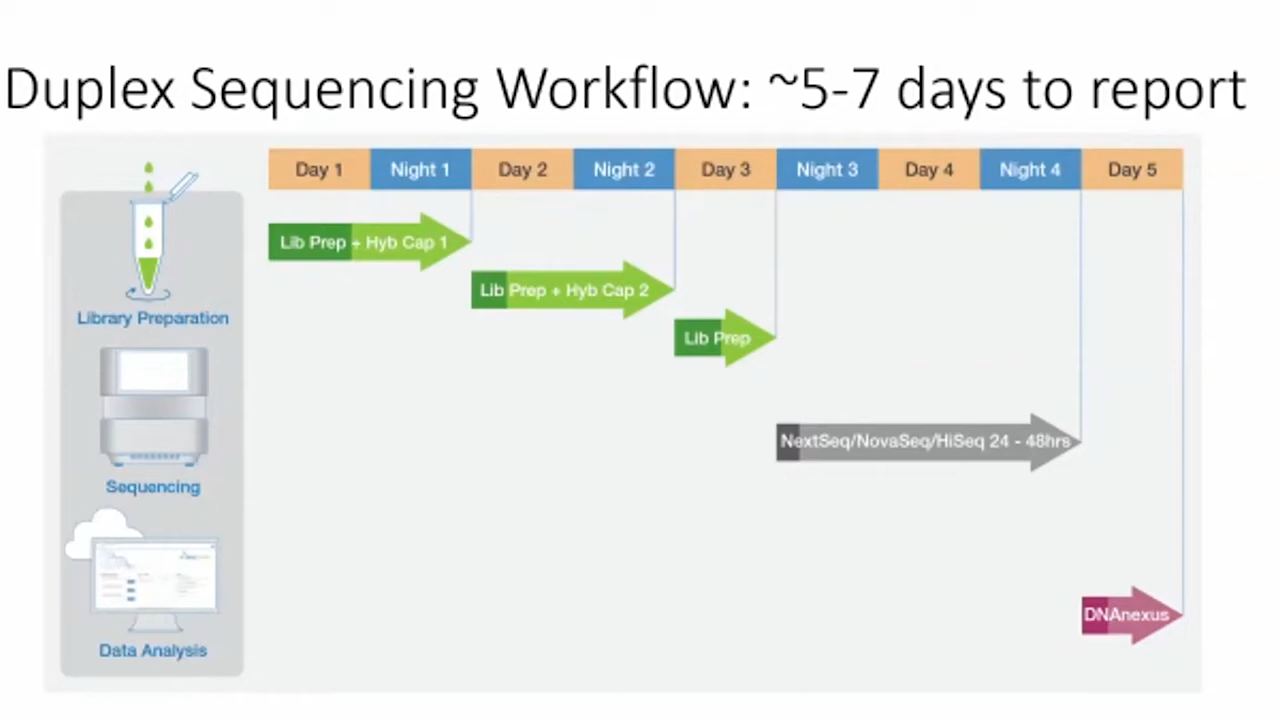 Duplex Sequencing Workflow: ~5-7 days to report
Day 1 Night 1 Day 2 Night 2 Day 3 Night 3 Day 4 Night 4 Day 5
Lib Prep + Hyb Cap 1
Lib Prep + Hyb Cap 2
Library Preparation
Lib Prep
NextSeq/NovaSeq/HiSeq 24 - 48hrs
Sequencing
DNAnexus
Data Analysis